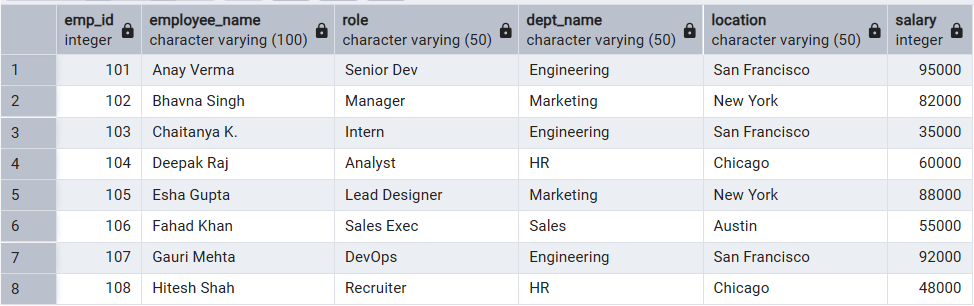 emp_id employee_name role dept_name location salary
integer character varying (100) character varying (50) character varying (50) character varying (50) integer
1 101 Anay Verma Senior Dev Engineering San Francisco 95000
2 102 Bhavna Singh Manager Marketing New York 82000
3 103 Chaitanya K. Intern Engineering San Francisco 35000
4 104 Deepak Raj Analyst HR Chicago 60000
5 105 Esha Gupta Lead Designer Marketing New York 88000
6 106 Fahad Khan Sales Exec Sales Austin 55000
7 107 Gauri Mehta DevOps Engineering San Francisco 92000
8 108 Hitesh Shah Recruiter HR Chicago 48000